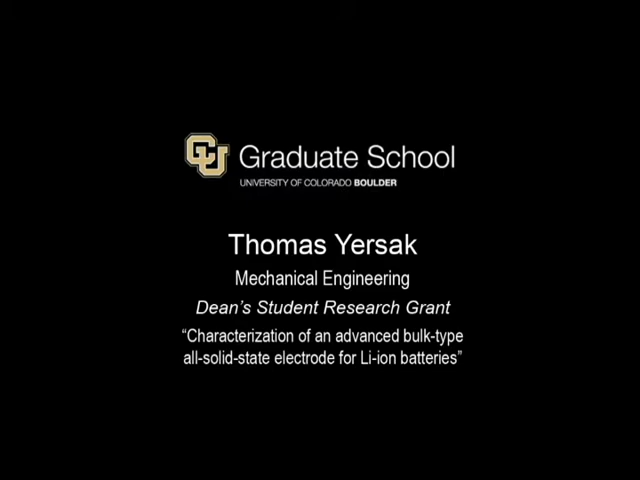 CU Graduate School
UNIVERSITY OF COLORADO BOULDER
Thomas Yersak
Mechanical Engineering
Dean's Student Research Grant
“Characterization of an advanced bulk-type
all-solid-state electrode for Li-ion batteries”